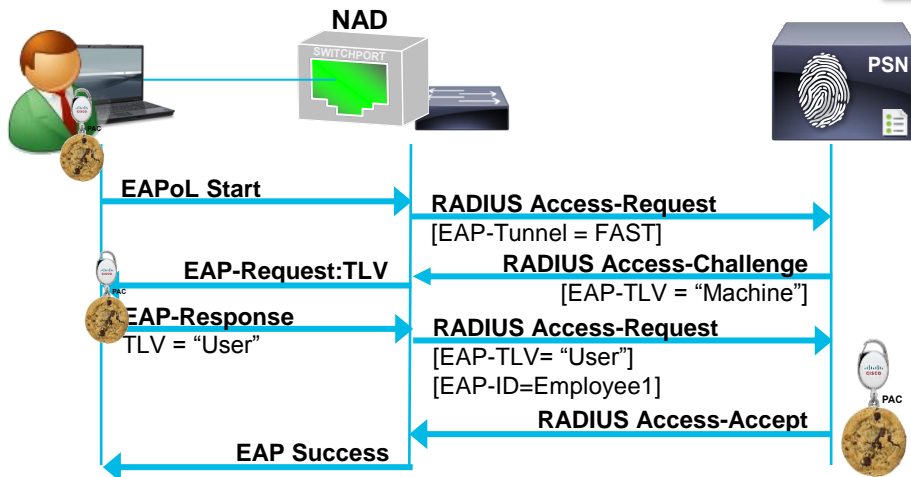 NAD
SWITCHPORT
PSN
CISCO
PAC
EAPoL Start
RADIUS Access-Request
[EAP-Tunnel = FAST]
EAP-Request:TLV
RADIUS Access-Challenge
[EAP-TLV = “Machine”]
PAC
EAP-Response
TLV = “User”
RADIUS Access-Request
[EAP-TLV= “User”]
[EAP-ID=Employee1]
CISCO
PAC
RADIUS Access-Accept
EAP Success